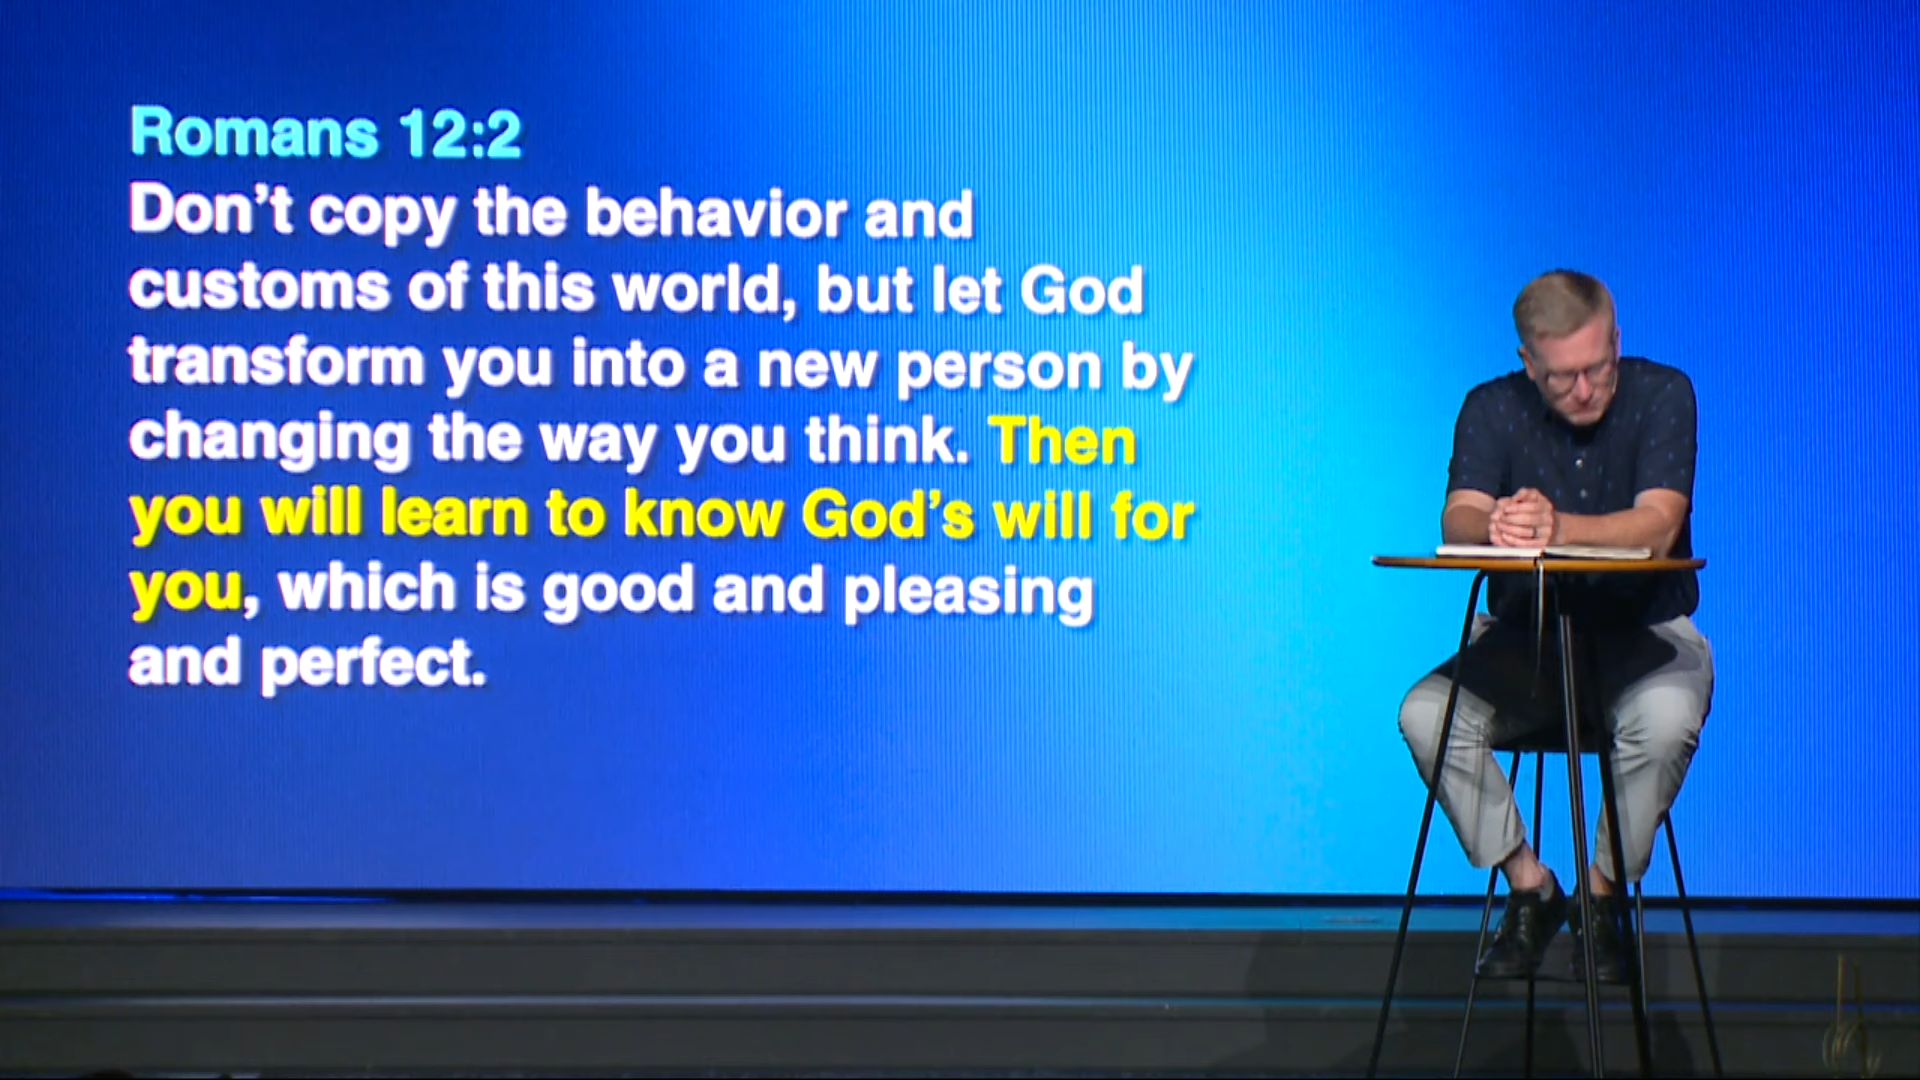 Romans 12:2
Don’t copy the behavior and
customs of this world, but let God
transform you into a new person by
changing the way you think. Then
you will learn to know God’s will for
you, which is good and pleasing
and perfect.